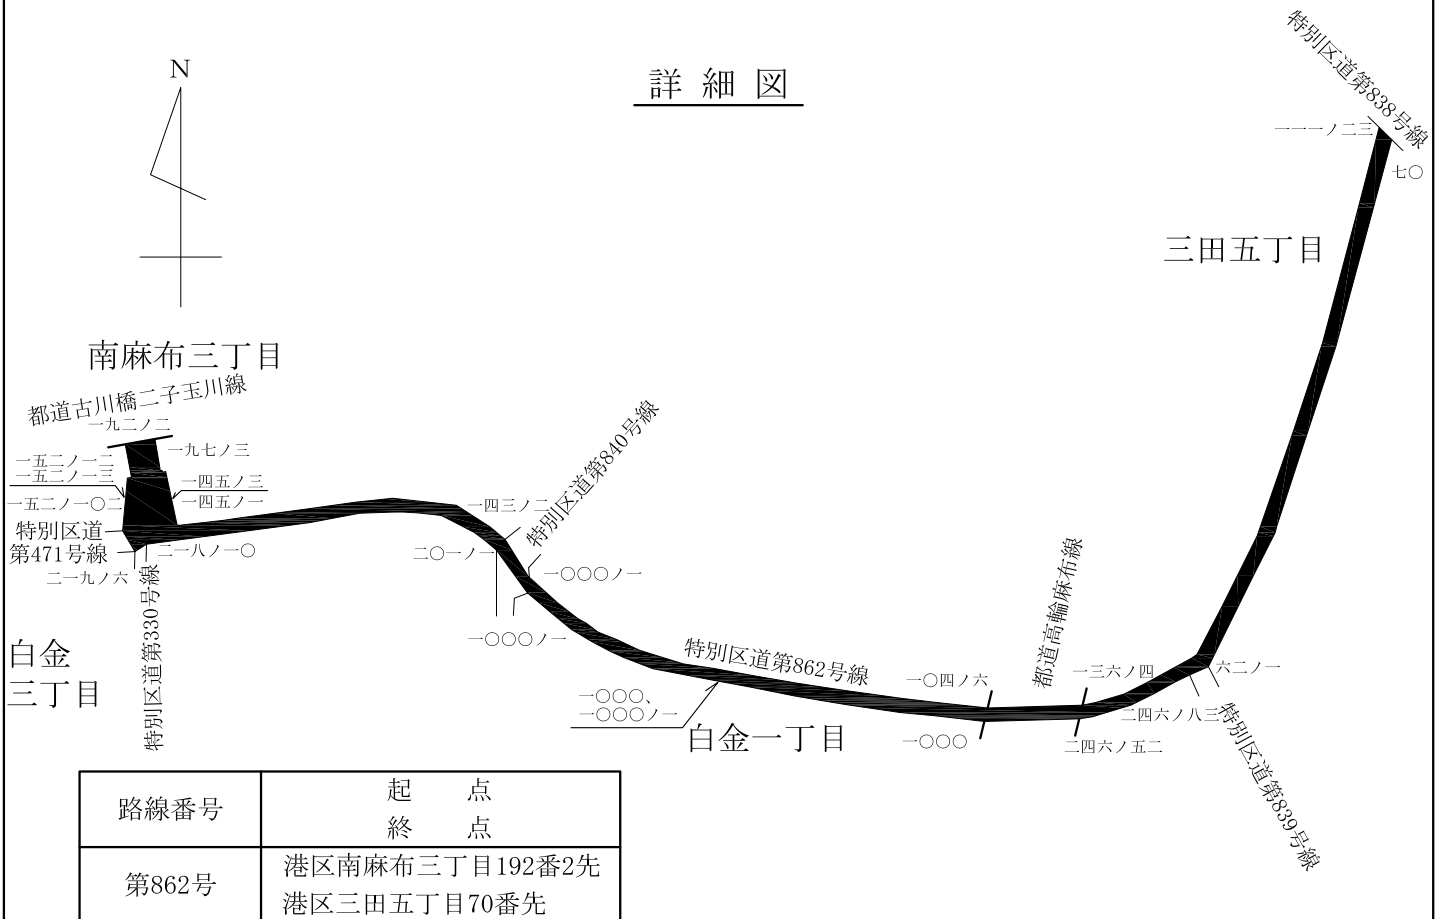 詳細図
N
特別区道第838号線
一一一ノ二三
七〇
三田五丁目
南麻布三丁目
都道古川橋二子玉川線
一九二ノ二
一九七ノ三
一五二ノ一二
一五二ノ一三
一四五ノ三
一四五ノ一
一五二ノ一〇二
特別区道
第471号線
二一八ノ一〇
二一九ノ六
特別区道第330号線
白金
三丁目
一四三ノ二
特別区道第840号線
二〇一ノ一
一〇〇〇ノ一
一〇〇〇ノ一
特別区道第862号線
一〇〇〇、
一〇〇〇ノ一
白金一丁目
一〇四ノ六
一〇〇〇
都道高輪麻布線
一三六ノ四
二四六ノ八三
二四六ノ五二
六二ノ一
特別区道第839号線
路線番号
起点
終点
第862号
港区南麻布三丁目192番2先
港区三田五丁目70番先